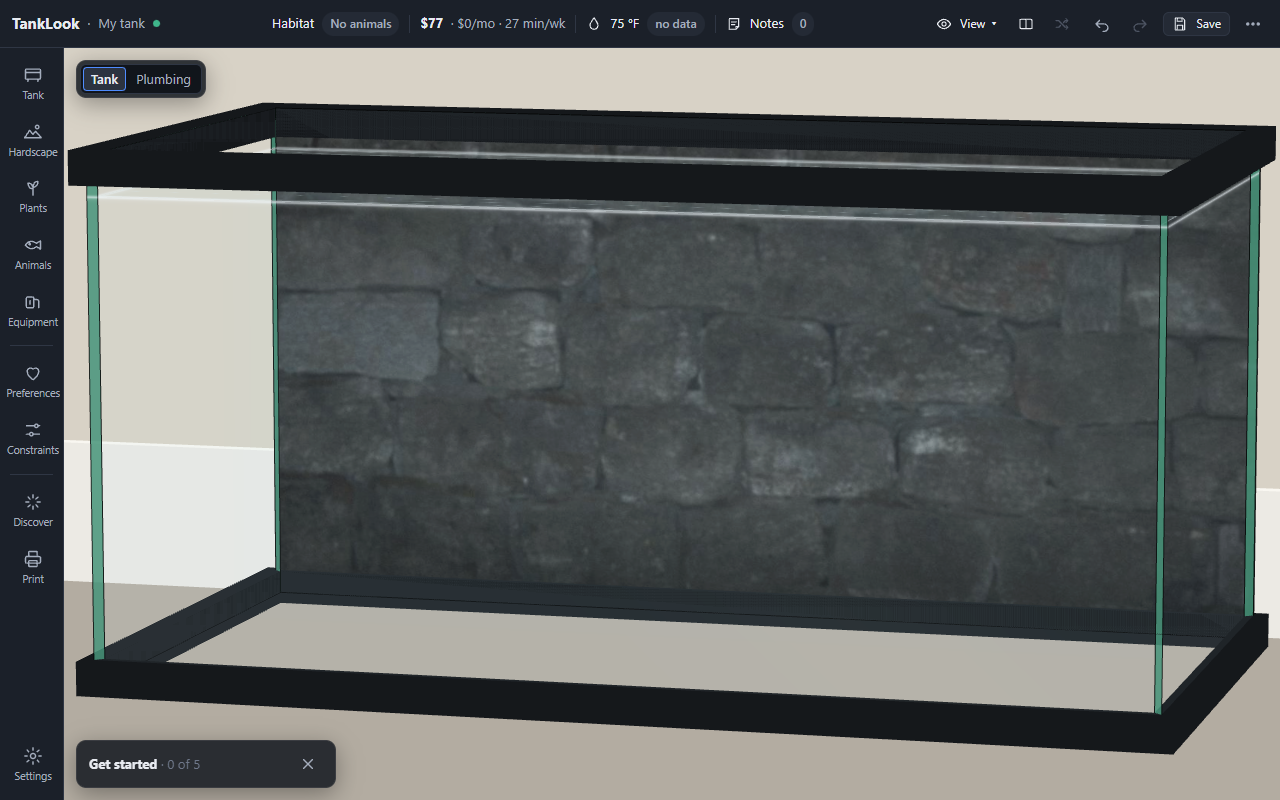 TankLook · My tank
Habitat No animals $77 · $0/mo · 27 min/wk 75 °F no data Notes 0
View Save
Tank Plumbing
Tank
Hardscape
Plants
Animals
Equipment
Preferences
Constraints
Discover
Print
Settings
Get started · 0 of 5